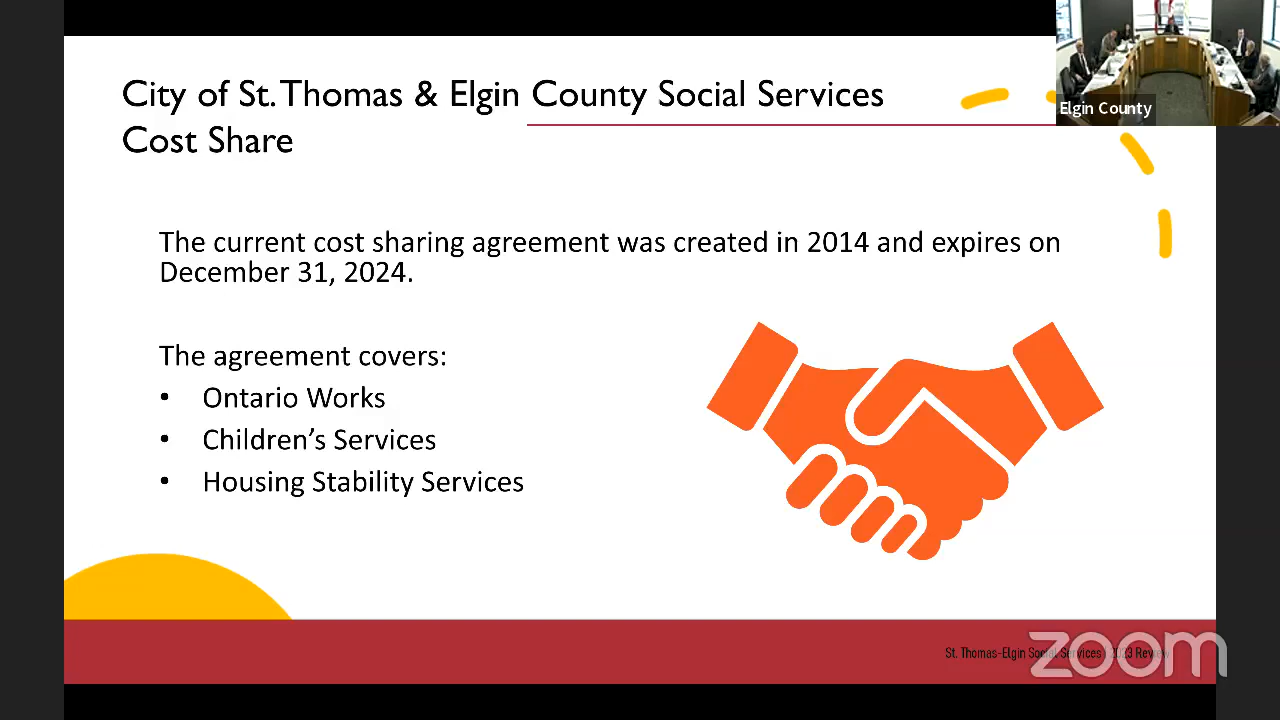 City of St. Thomas & Elgin County Social Services
Cost Share
Elgin County
The current cost sharing agreement was created in 2014 and expires on
December 31, 2024.
The agreement covers:
• Ontario Works
• Children's Services
• Housing Stability Services
St. Thomas-Elgin Social Services 2023 Review
zoom